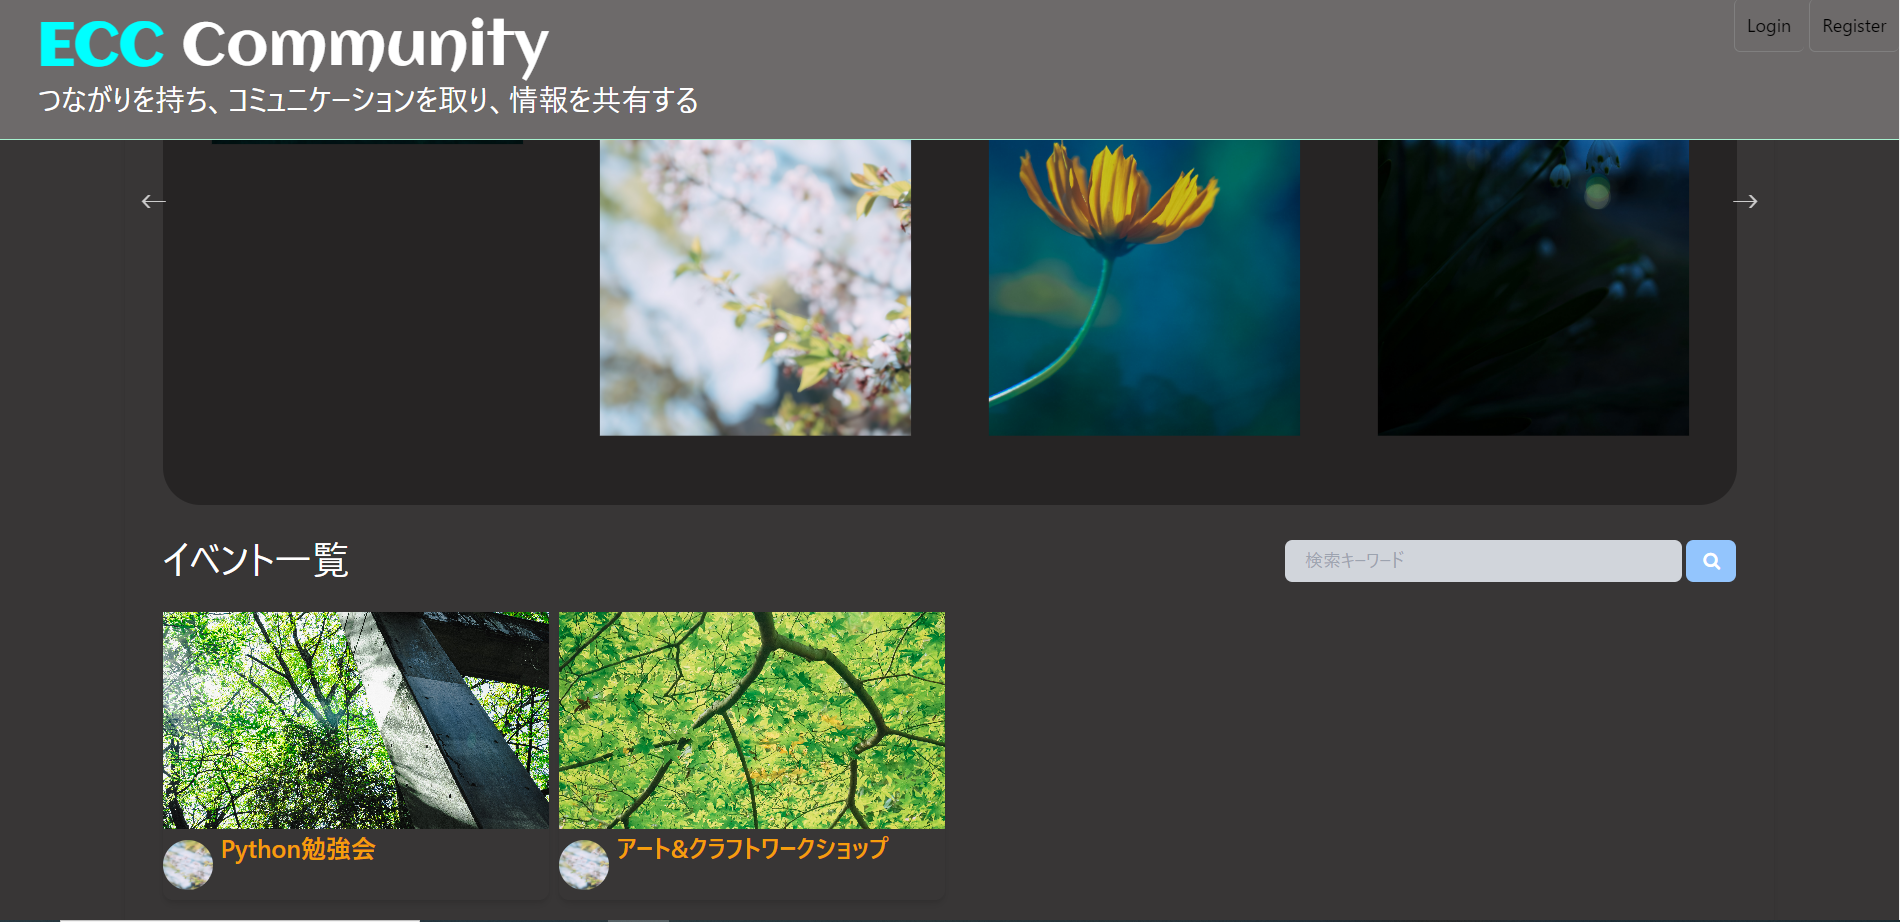 ECC Community
つながりを持ち、コミュニケーションを取り、情報を共有する
Login
Register
イベント一覧
検索キーワード
Python勉強会
アート&クラフトワークショップ